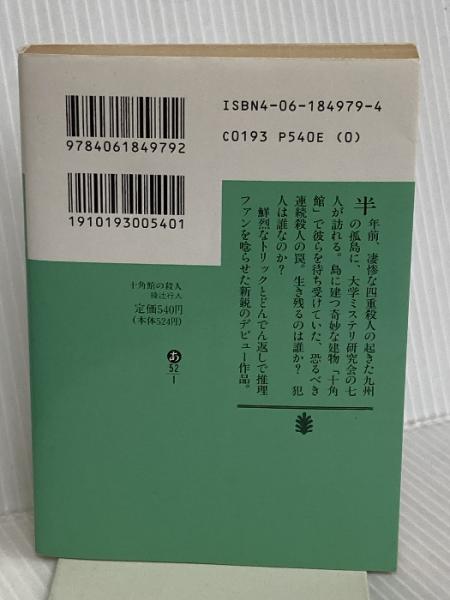 ISBN4-06-184979-4
C0193 P540E (0)
9784061849792
1910193005401
半年前、凄惨な四重殺人の起きた九州
の孤島に、大学ミステリ研究会の七
人が訪れる。島に建つ奇妙な建物「十角
館」で彼らを待ち受けていた、恐るべき
連続殺人の罠。生き残るのは誰か? 犯
人は誰なのか?
鮮烈なトリックとどんでん返しで推理
ファンを唸らせた新鋭のデビュー作品。
十角館の殺人
綾辻行人
定価540円
(本体524円)
あ
52
1